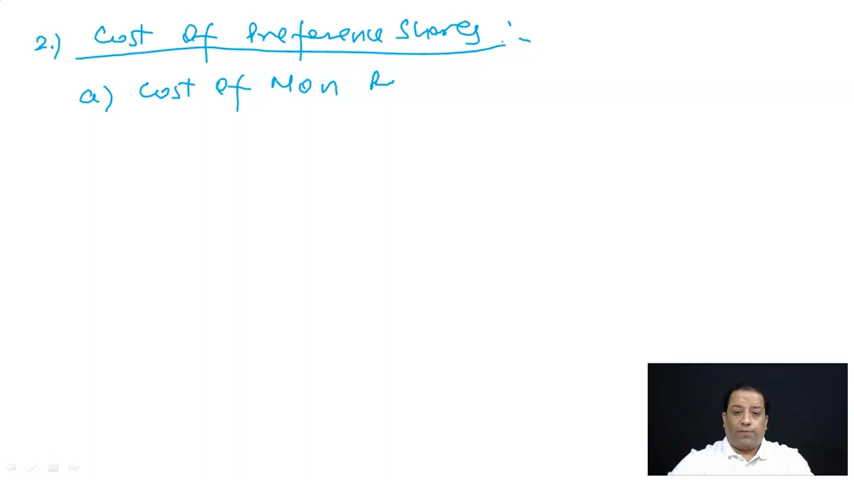 2.) Cost of Preference Shares :-
a) Cost of Non R